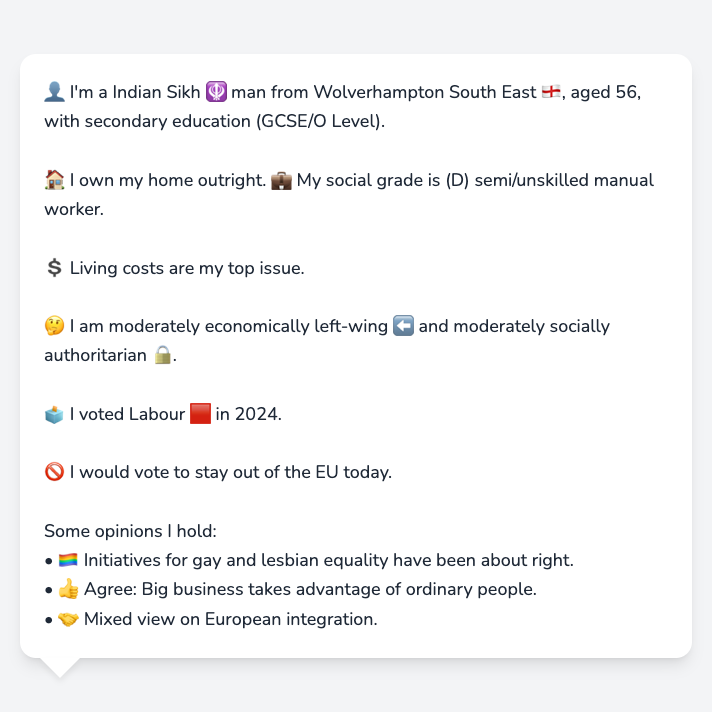 👤 I'm a Indian Sikh 🪯 man from Wolverhampton South East 🏴󠁧󠁢󠁥󠁮󠁧󠁿, aged 56,
with secondary education (GCSE/O Level).
🏠 I own my home outright. 💼 My social grade is (D) semi/unskilled manual
worker.
💲 Living costs are my top issue.
🤔 I am moderately economically left-wing ⬅️ and moderately socially
authoritarian 🔒.
🗳️ I voted Labour 🟥 in 2024.
🚫 I would vote to stay out of the EU today.
Some opinions I hold:
• 🏳️‍🌈 Initiatives for gay and lesbian equality have been about right.
• 👍 Agree: Big business takes advantage of ordinary people.
• 🤝 Mixed view on European integration.